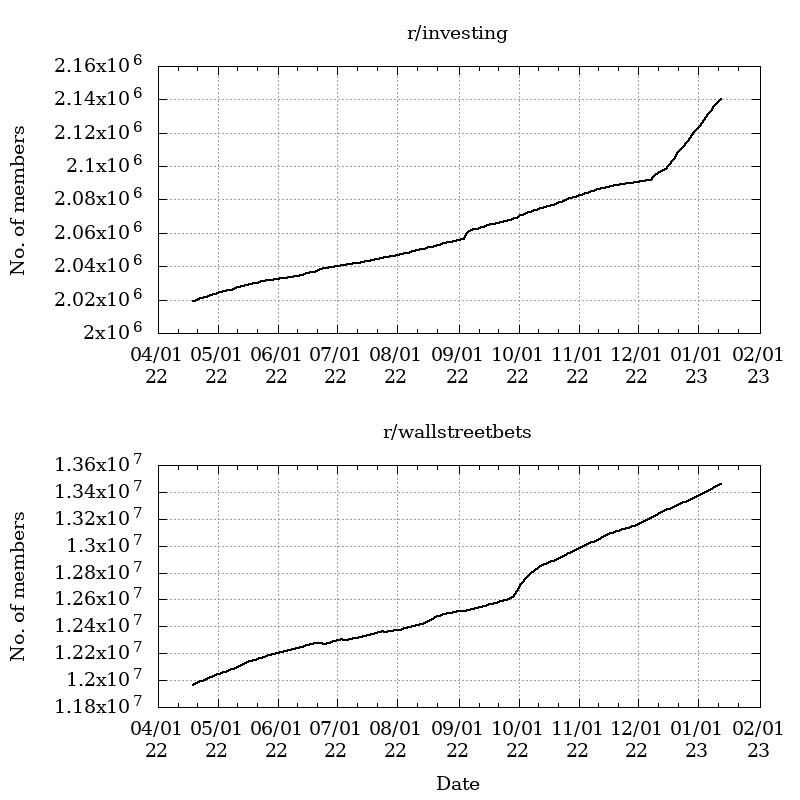 r/investing
No. of members
2.16x10^6
2.14x10^6
2.12x10^6
2.1x10^6
2.08x10^6
2.06x10^6
2.04x10^6
2.02x10^6
2x10^6
04/01 05/01 06/01 07/01 08/01 09/01 10/01 11/01 12/01 01/01 02/01
22 22 22 22 22 22 22 22 22 23 23
r/wallstreetbets
No. of members
1.36x10^7
1.34x10^7
1.32x10^7
1.3x10^7
1.28x10^7
1.26x10^7
1.24x10^7
1.22x10^7
1.2x10^7
1.18x10^7
04/01 05/01 06/01 07/01 08/01 09/01 10/01 11/01 12/01 01/01 02/01
22 22 22 22 22 22 22 22 22 23 23
Date